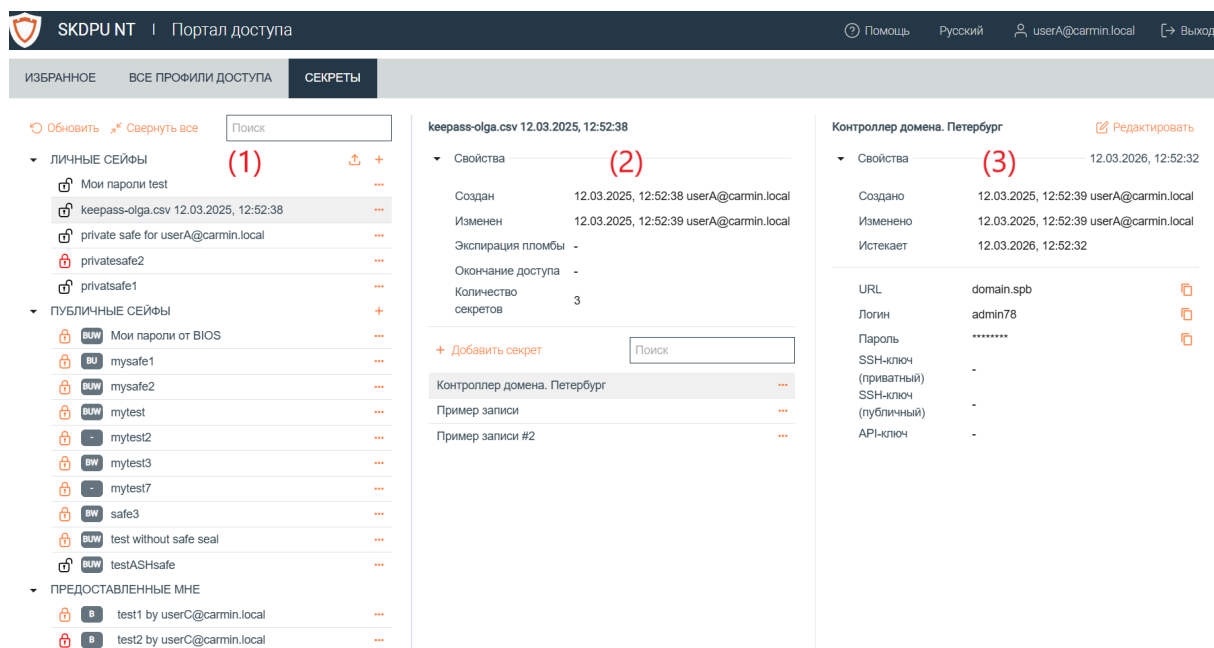 SKDPU NT | Портал доступа
Помощь
Русский
userA@carmin.local
Выход
ИЗБРАННОЕ
ВСЕ ПРОФИЛИ ДОСТУПА
СЕКРЕТЫ
Обновить
Свернуть все
Поиск
(1)
ЛИЧНЫЕ СЕЙФЫ
Мои пароли test
keepass-olga.csv 12.03.2025, 12:52:38
private safe for userA@carmin.local
privatesafe2
privatsafe1
ПУБЛИЧНЫЕ СЕЙФЫ
BUW Мои пароли от BIOS
BU mysafe1
BUW mysafe2
BUW mytest
- mytest2
BW mytest3
- mytest7
BW safe3
BUW test without safe seal
BUW testASHsafe
ПРЕДОСТАВЛЕННЫЕ МНЕ
B test1 by userC@carmin.local
B test2 by userC@carmin.local
keepass-olga.csv 12.03.2025, 12:52:38
Свойства
(2)
Создан 12.03.2025, 12:52:38 userA@carmin.local
Изменен 12.03.2025, 12:52:39 userA@carmin.local
Экспирация пломбы -
Окончание доступа -
Количество
секретов 3
+ Добавить секрет
Поиск
Контроллер домена. Петербург
Пример записи
Пример записи #2
Контроллер домена. Петербург
Редактировать
Свойства
(3)
12.03.2026, 12:52:32
Создано 12.03.2025, 12:52:39 userA@carmin.local
Изменено 12.03.2025, 12:52:39 userA@carmin.local
Истекает 12.03.2026, 12:52:32
URL domain.spb
Логин admin78
Пароль ********
SSH-ключ
(приватный) -
SSH-ключ
(публичный) -
API-ключ -